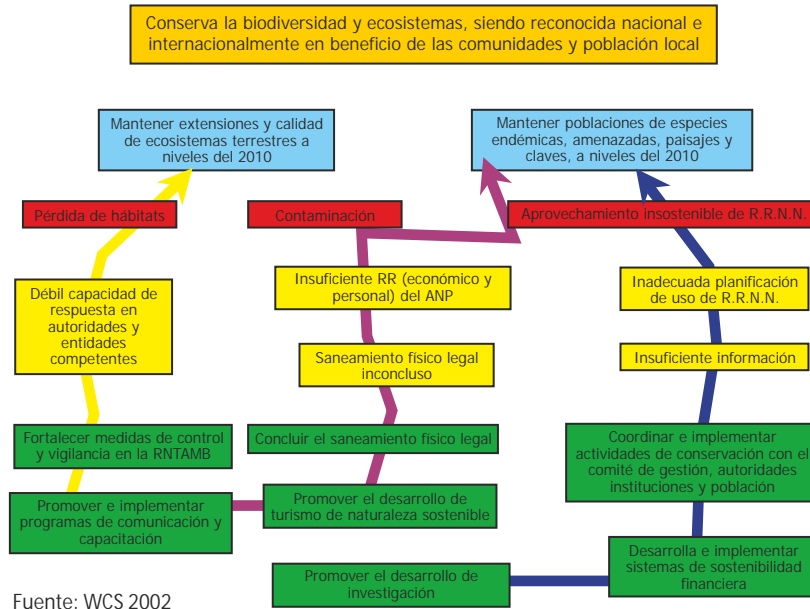 Conserva la biodiversidad y ecosistemas, siendo reconocida nacional e
internacionalmente en beneficio de las comunidades y población local
Mantener extensiones y calidad
de ecosistemas terrestres a
niveles del 2010
Mantener poblaciones de especies
endémicas, amenazadas, paisajes y
claves, a niveles del 2010
Pérdida de hábitats
Contaminación
Aprovechamiento insostenible de R.R.N.N.
Débil capacidad de
respuesta en
autoridades y
entidades
competentes
Insuficiente RR (económico y
personal) del ANP
Inadecuada planificación
de uso de R.R.N.N.
Saneamiento físico legal
inconcluso
Insuficiente información
Fortalecer medidas de control
y vigilancia en la RNTAMB
Concluir el saneamiento físico legal
Coordinar e implementar
actividades de conservación con el
comité de gestión, autoridades
instituciones y población
Promover e implementar
programas de comunicación y
capacitación
Promover el desarrollo de
turismo de naturaleza sostenible
Promover el desarrollo de
investigación
Desarrolla e implementar
sistemas de sostenibilidad
financiera
Fuente: WCS 2002